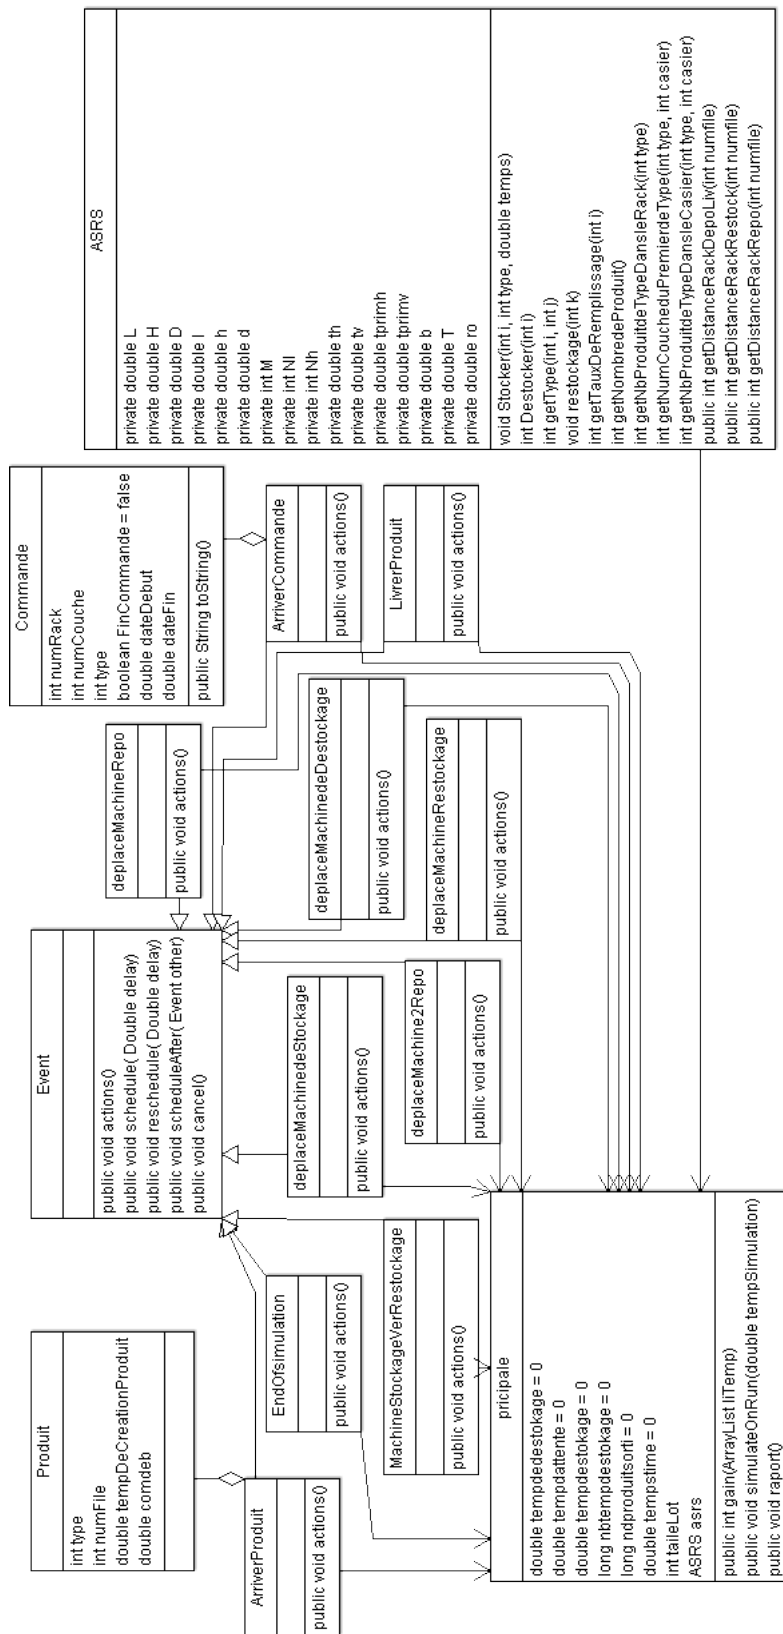 Produit
int type
int numFile
double tempDeCreationProduit
double comdeb
ArriverProduit
public void actions()
Event
public void actions()
public void schedule( Double delay)
public void reschedule( Double delay)
public void scheduleAfter( Event other)
public void cancel()
EndOfsimulation
public void actions()
MachineStockageVerRestockage
public void actions()
deplaceMachinedeStockage
public void actions()
deplaceMachine2Repo
public void actions()
deplaceMachineRepo
public void actions()
deplaceMachinedeDestockage
public void actions()
deplaceMachineRestockage
public void actions()
Commande
int numRack
int numCouche
int type
boolean FinCommande = false
double dateDebut
double dateFin
public String toString()
ArriverCommande
public void actions()
LivrerProduit
public void actions()
pricipale
double tempdedestokage = 0
double tempdattente = 0
double tempdestokage = 0
long nbtempdestokage = 0
long ndproduitsorti = 0
double tempstime = 0
int taileLot
ASRS asrs
public int gain(ArrayList liTemp)
public void simulateOnRun(double tempSimulation)
public void raport()
ASRS
private double L
private double H
private double D
private double l
private double h
private double d
private int M
private int Nl
private int Nh
private double th
private double tv
private double tprimh
private double tprimv
private double b
private double T
private double ro
void Stocker(int i, int type, double temps)
int Destocker(int i)
int getType(int i, int j)
void restockage(int k)
int getTauxDeRemplissage(int i)
int getNombredeProduit()
int getNbProduitdeTypeDansleRack(int type)
int getNumCoucheduPremierdeType(int type, int casier)
int getNbProduitdeTypeDansleCasier(int type, int casier)
public int getDistanceRackDepoLiv(int numfile)
public int getDistanceRackRestock(int numfile)
public int getDistanceRackRepo(int numfile)